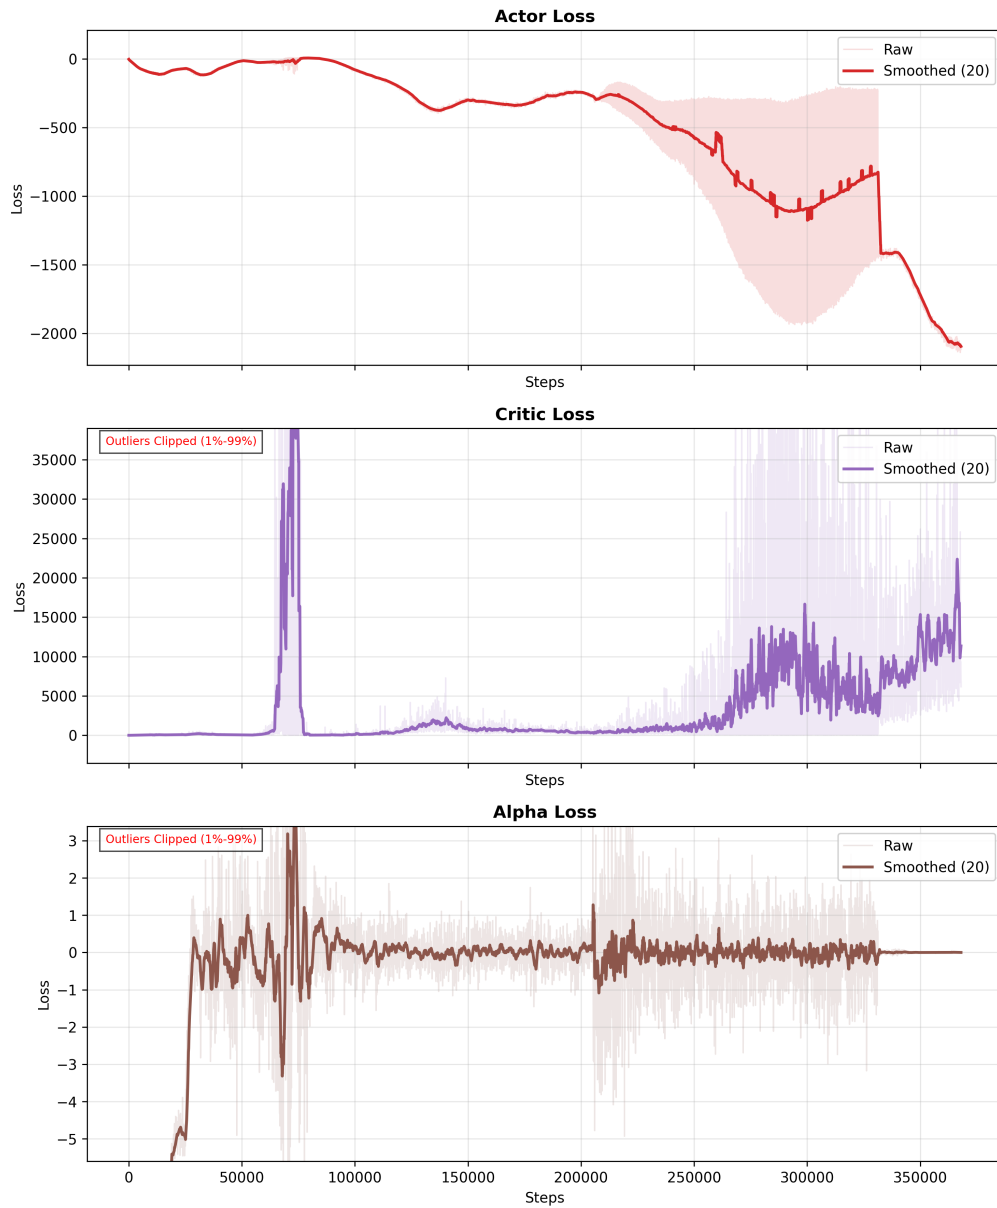 Actor Loss
0
−500
−1000
−1500
−2000
Loss
Raw
Smoothed (20)
Steps
Critic Loss
Outliers Clipped (1%-99%)
35000
30000
25000
20000
15000
10000
5000
0
Loss
Raw
Smoothed (20)
Steps
Alpha Loss
Outliers Clipped (1%-99%)
3
2
1
0
−1
−2
−3
−4
−5
Loss
Raw
Smoothed (20)
0 50000 100000 150000 200000 250000 300000 350000
Steps